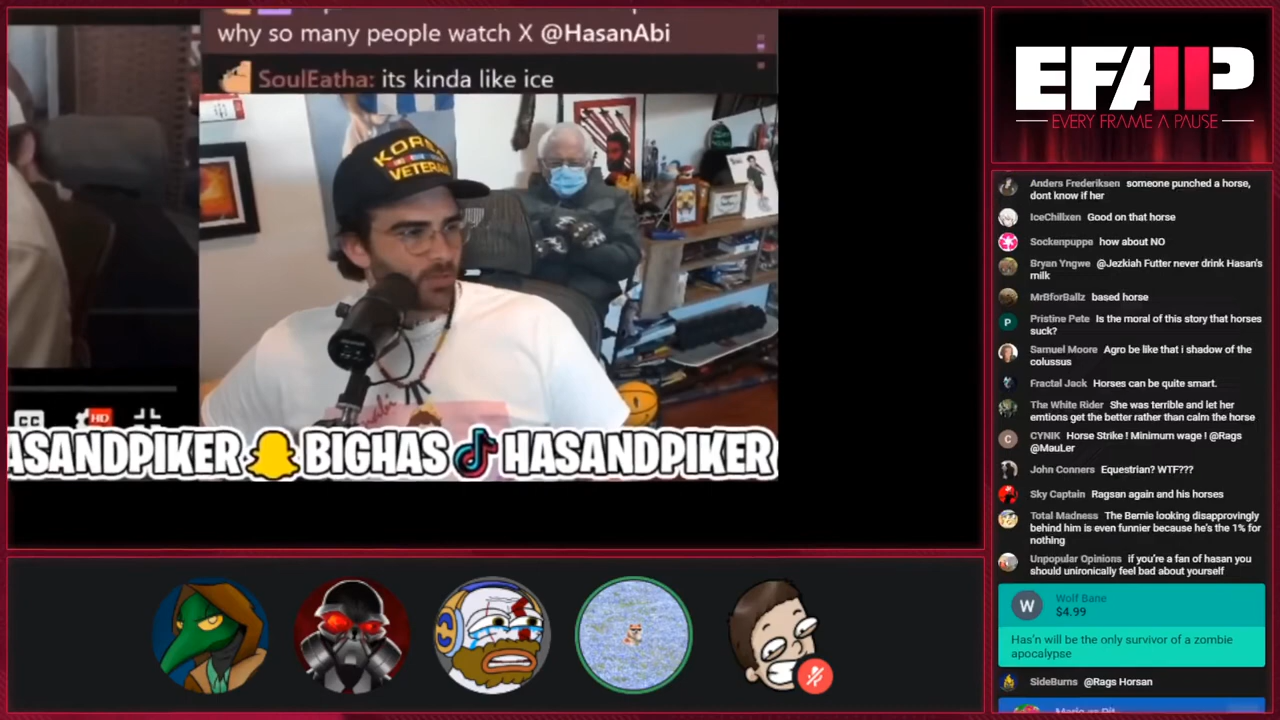 why so many people watch X @HasanAbi
SoulEatha: its kinda like ice
KOREA
VETERAN
CC
HD
ASANDPIKER BIGHAS HASANDPIKER
EFAP
EVERY FRAME A PAUSE
Anders Frederiksen someone punched a horse,
dont know if her
IceChillxen Good on that horse
Sockenpuppe how about NO
Bryan Yngwe @Jezkiah Futter never drink Hasan's
milk
MrBforBallz based horse
P
Pristine Pete Is the moral of this story that horses
suck?
Samuel Moore Agro be like that i shadow of the
colussus
Fractal Jack Horses can be quite smart.
The White Rider She was terrible and let her
emtions get the better rather than calm the horse
C
CYNIK Horse Strike ! Minimum wage ! @Rags
@MauLer
John Conners Equestrian? WTF???
Sky Captain Ragsan again and his horses
Total Madness The Bernie looking disapprovingly
behind him is even funnier because he's the 1% for
nothing
Unpopular Opinions if you're a fan of hasan you
should unironically feel bad about yourself
W
Wolf Bane
$4.99
Has'n will be the only survivor of a zombie
apocalypse
SideBurns @Rags Horsan